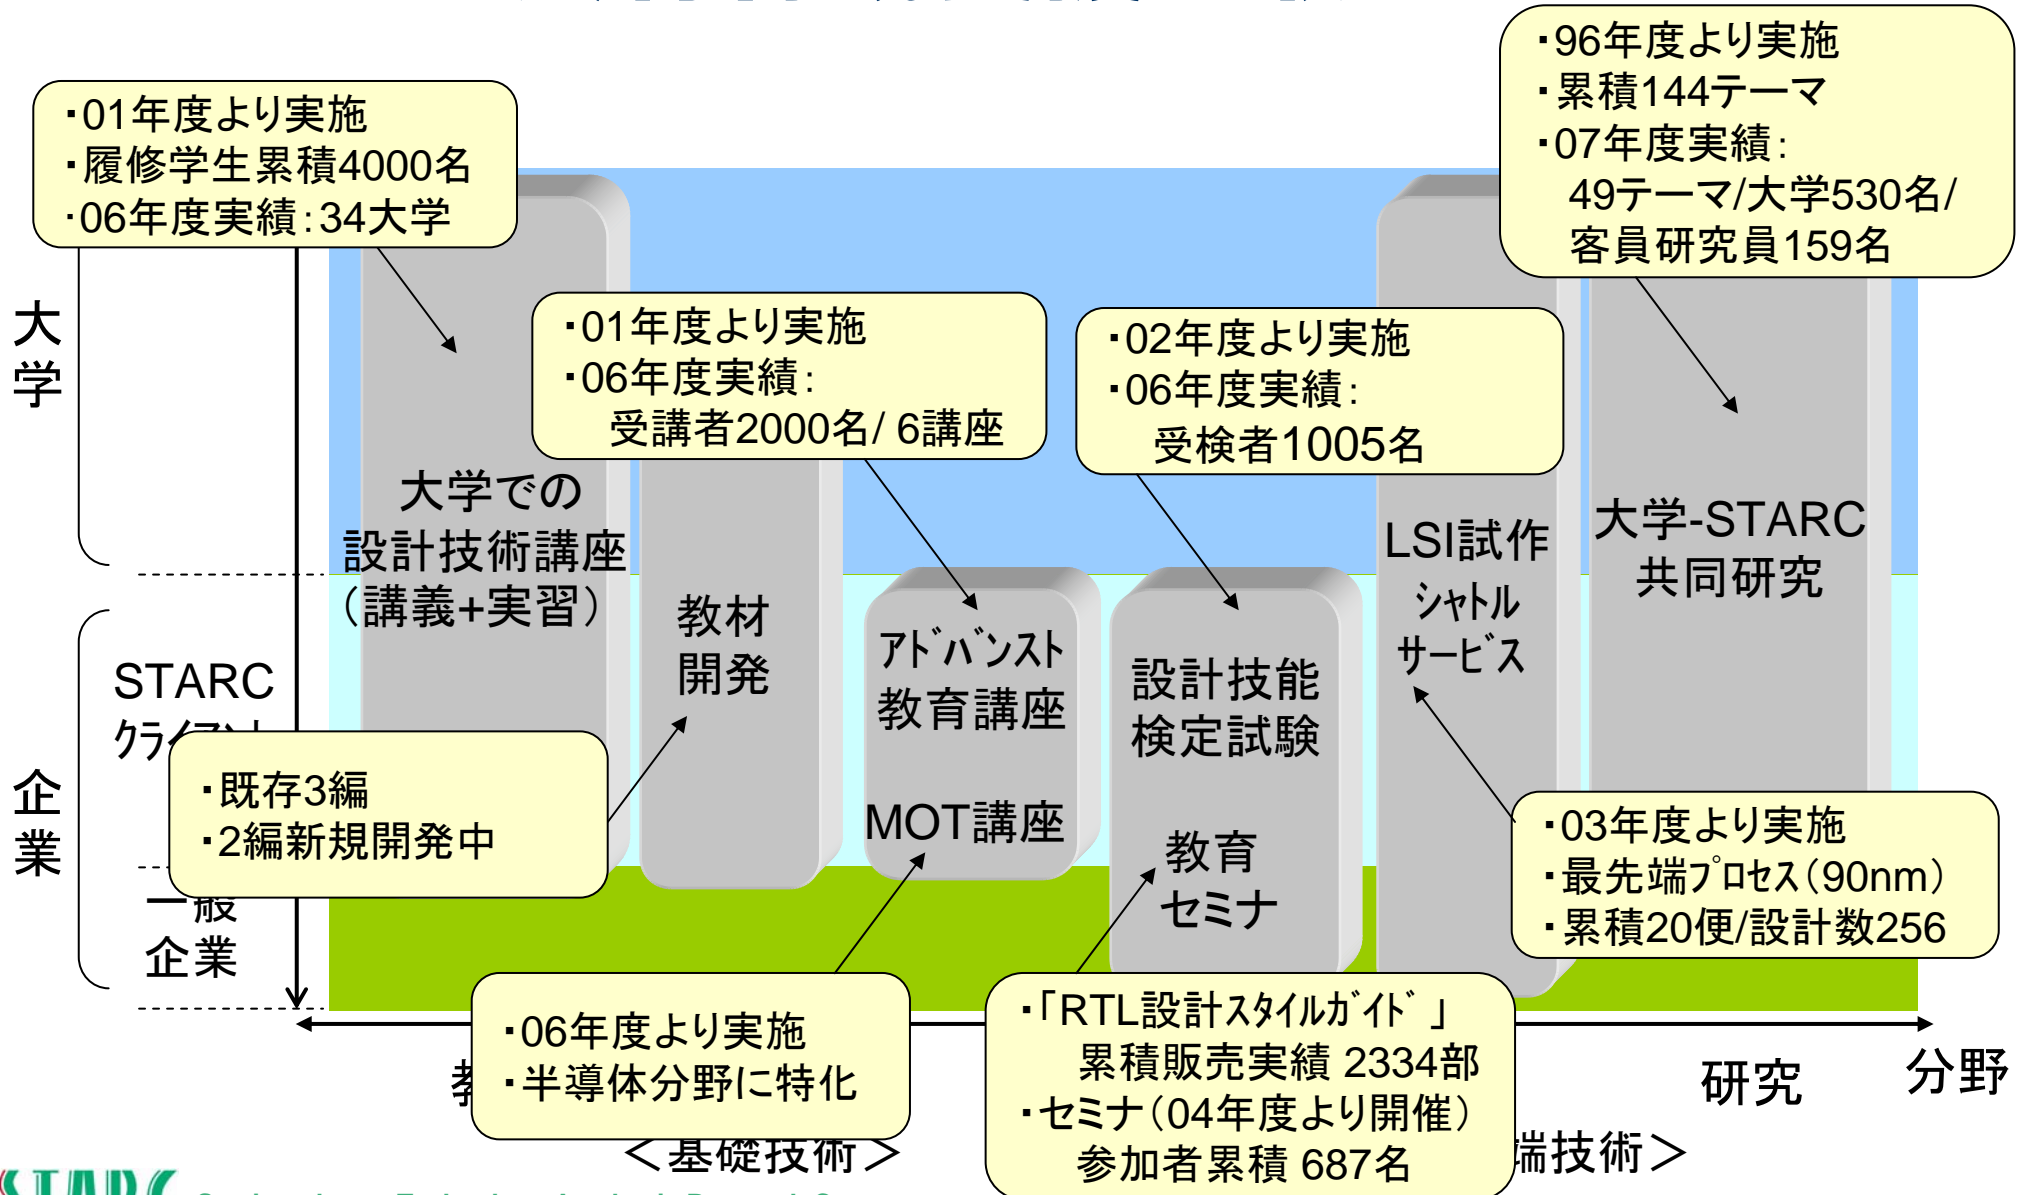 ・96年度より実施
・累積144テーマ
・07年度実績：
49テーマ/大学530名/
客員研究員159名
・01年度より実施
・履修学生累積4000名
・06年度実績：34大学
・01年度より実施
・06年度実績：
受講者2000名/ 6講座
・02年度より実施
・06年度実績：
受検者1005名
大学
企業
大学での
設計技術講座
（講義+実習）
教材
開発
ｱﾄﾞﾊﾞﾝｽﾄ
教育講座
MOT講座
設計技能
検定試験
教育
セミナ
LSI試作
ｼｬﾄﾙ
ｻｰﾋﾞｽ
大学-STARC
共同研究
STARC
ｸﾗｲｱﾝﾄ
一般
企業
・既存3編
・2編新規開発中
・03年度より実施
・最先端ﾌﾟﾛｾｽ（90nm）
・累積20便/設計数256
・06年度より実施
・半導体分野に特化
・「RTL設計ｽﾀｲﾙｶﾞｲﾄﾞ」
累積販売実績 2334部
・セミナ（04年度より開催）
参加者累積 687名
研究
分野
＜基礎技術＞
端技術＞
STARC